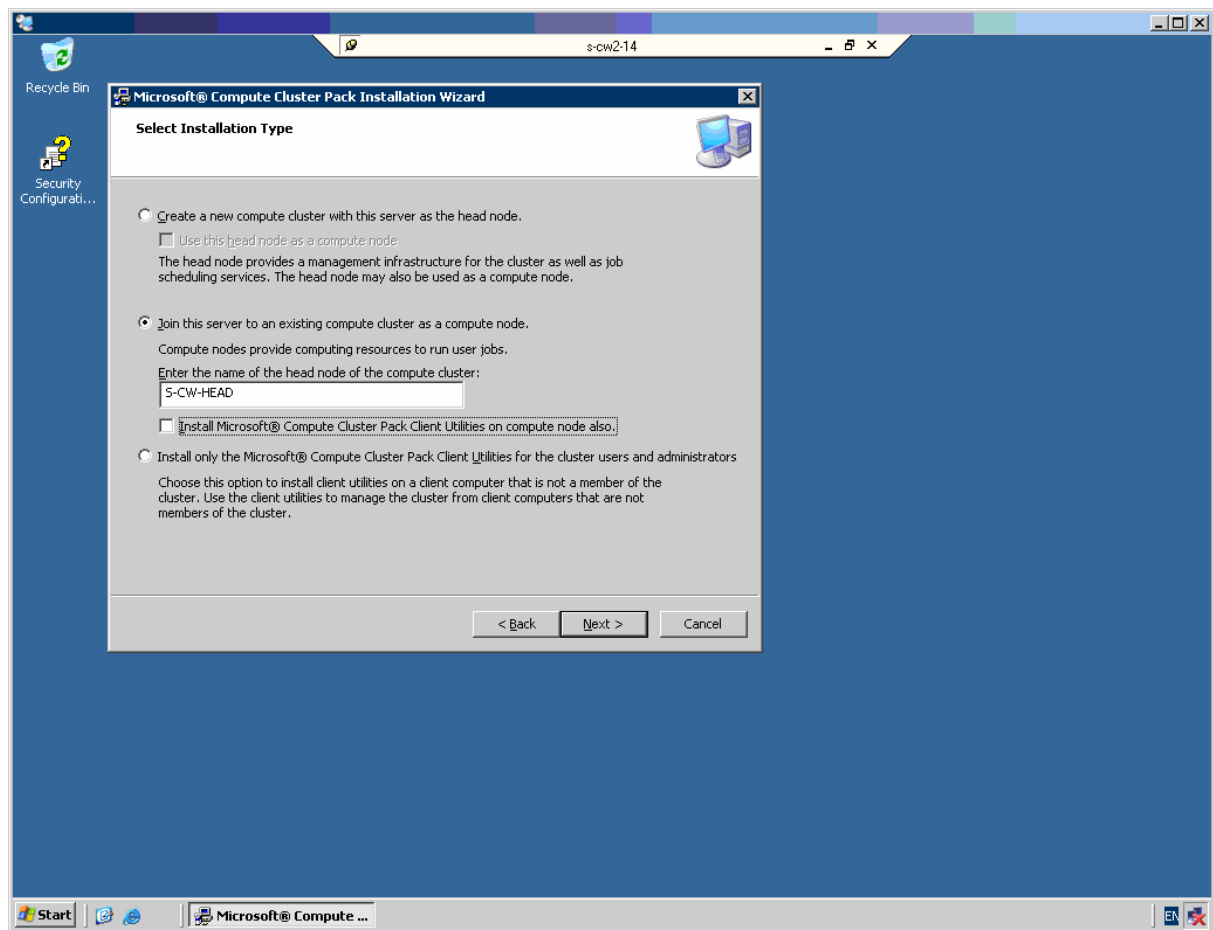 s-cw2-14
Recycle Bin
Security
Configurati...
Microsoft® Compute Cluster Pack Installation Wizard
Select Installation Type
Create a new compute cluster with this server as the head node.
Use this head node as a compute node
The head node provides a management infrastructure for the cluster as well as job
scheduling services. The head node may also be used as a compute node.
Join this server to an existing compute cluster as a compute node.
Compute nodes provide computing resources to run user jobs.
Enter the name of the head node of the compute cluster:
S-CW-HEAD
Install Microsoft® Compute Cluster Pack Client Utilities on compute node also.
Install only the Microsoft® Compute Cluster Pack Client Utilities for the cluster users and administrators
Choose this option to install client utilities on a client computer that is not a member of the
cluster. Use the client utilities to manage the cluster from client computers that are not
members of the cluster.
< Back
Next >
Cancel
Start
Microsoft® Compute ...
EN